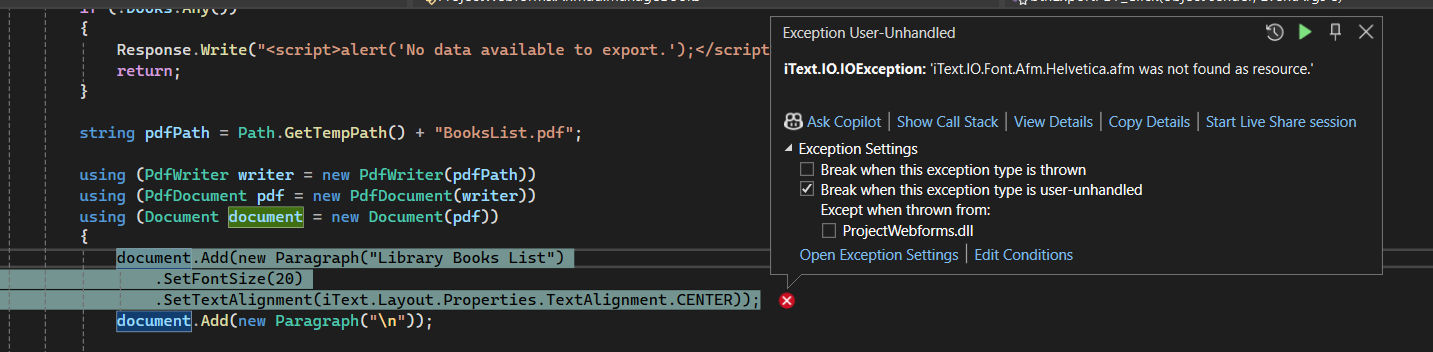 if (!books.Any())
{
Response.Write("<script>alert('No data available to export.');</script
return;
}
string pdfPath = Path.GetTempPath() + "BooksList.pdf";
using (PdfWriter writer = new PdfWriter(pdfPath))
using (PdfDocument pdf = new PdfDocument(writer))
using (Document document = new Document(pdf))
{
document.Add(new Paragraph("Library Books List")
.SetFontSize(20)
.SetTextAlignment(iText.Layout.Properties.TextAlignment.CENTER));
document.Add(new Paragraph("\n"));
Exception User-Unhandled
iText.IO.IOException: 'iText.IO.Font.Afm.Helvetica.afm was not found as resource.'
Ask Copilot | Show Call Stack | View Details | Copy Details | Start Live Share session
Exception Settings
Break when this exception type is thrown
Break when this exception type is user-unhandled
Except when thrown from:
ProjectWebforms.dll
Open Exception Settings | Edit Conditions